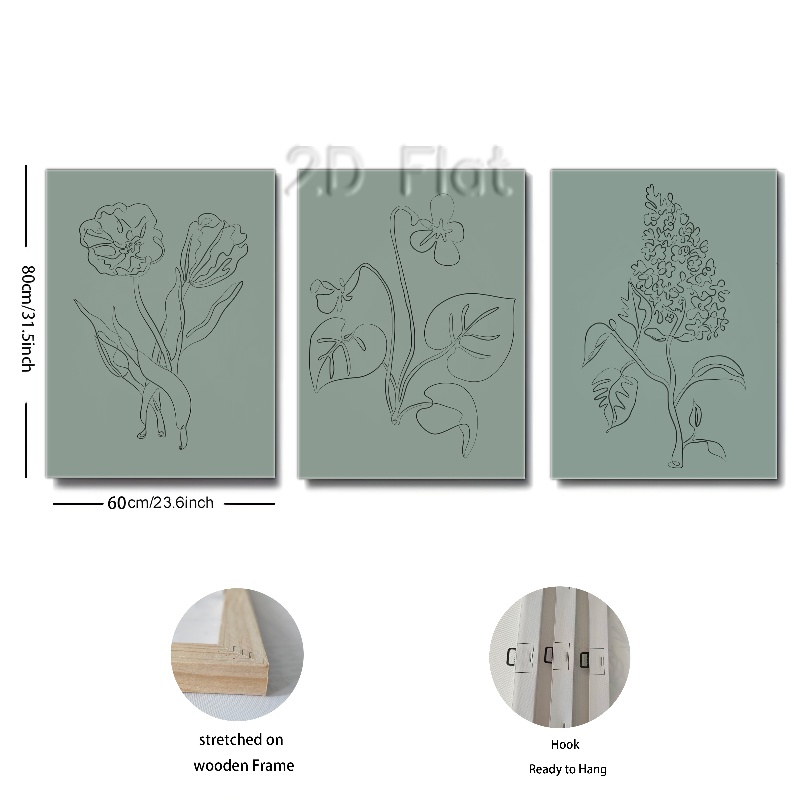 2D Flat
80cm/31.5inch
60cm/23.6inch
stretched on
wooden Frame
Hook
Ready to Hang